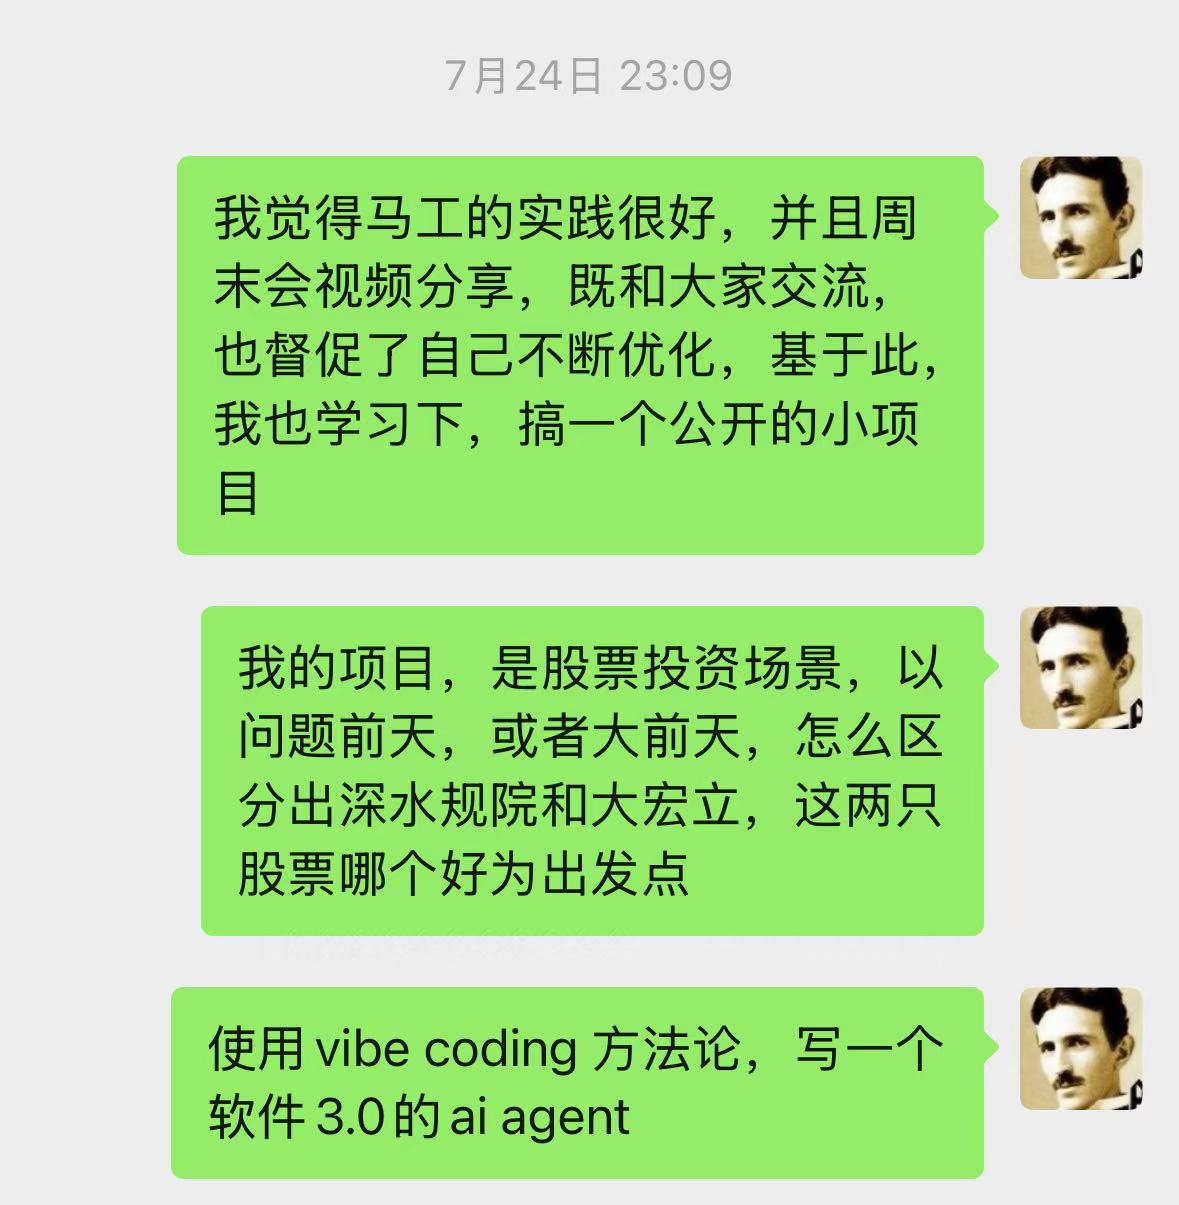 7月24日 23:09
我觉得马工的实践很好，并且周
末会视频分享，既和大家交流，
也督促了自己不断优化，基于此，
我也学习下，搞一个公开的小项
目
我的项目，是股票投资场景，以
问题前天，或者大前天，怎么区
分出深水规院和大宏立，这两只
股票哪个好为出发点
使用vibe coding 方法论，写一个
软件3.0的ai agent